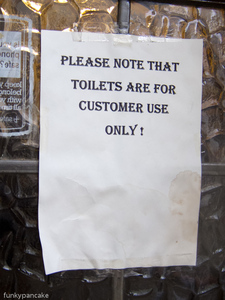 PLEASE NOTE THAT
TOILETS ARE FOR
CUSTOMER USE
ONLY !
funkypancake